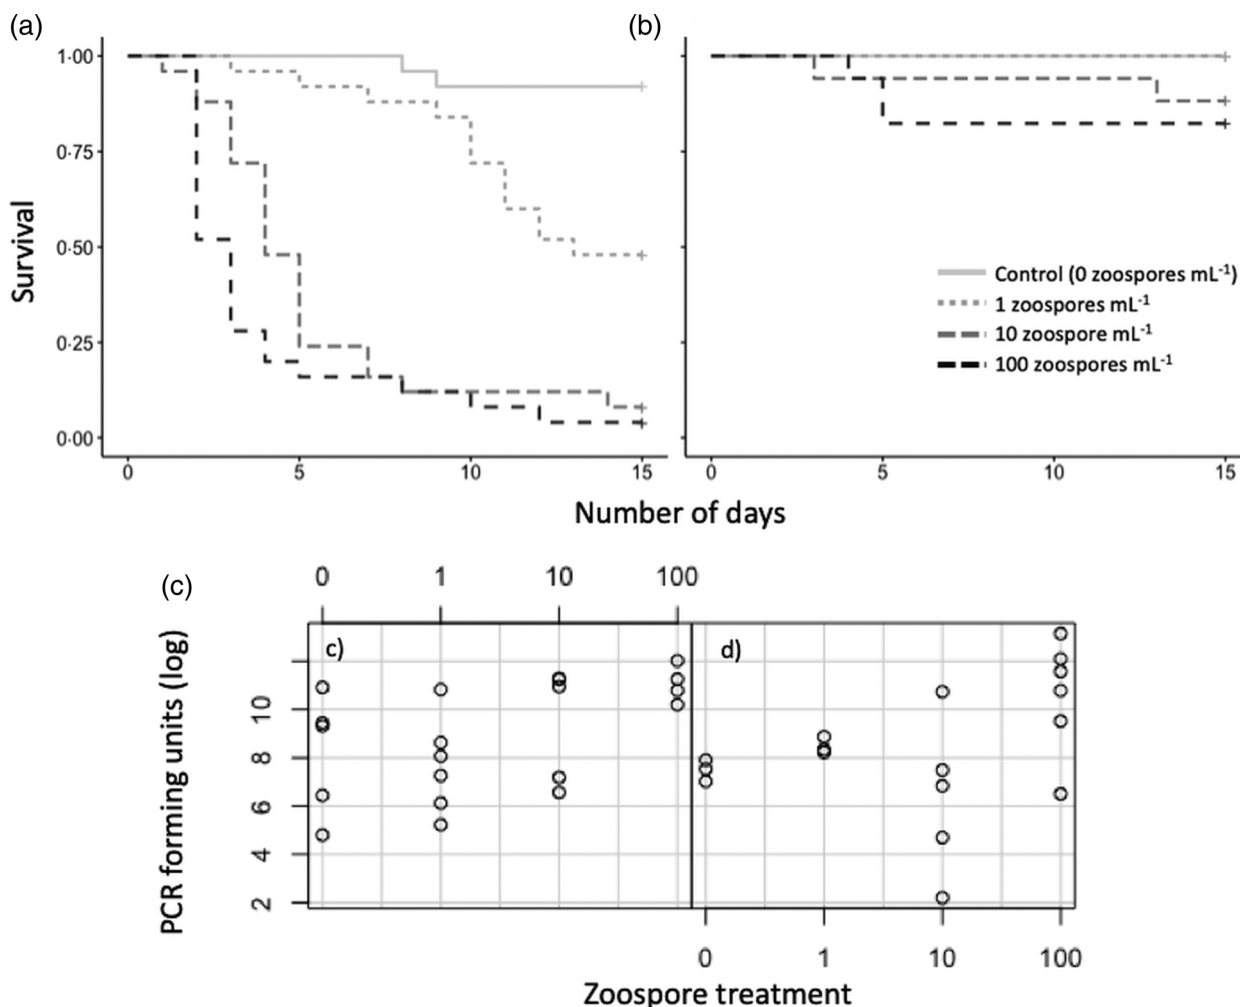 (a)
(b)
1·00
0·75
0·50
0·25
0·00
Survival
0 5 10 15
0 5 10 15
Control (0 zoospores mL⁻¹)
1 zoospores mL⁻¹
10 zoospore mL⁻¹
100 zoospores mL⁻¹
Number of days
(c)
0 1 10 100
c)
d)
PCR forming units (log)
10
8
6
4
2
0 1 10 100
Zoospore treatment